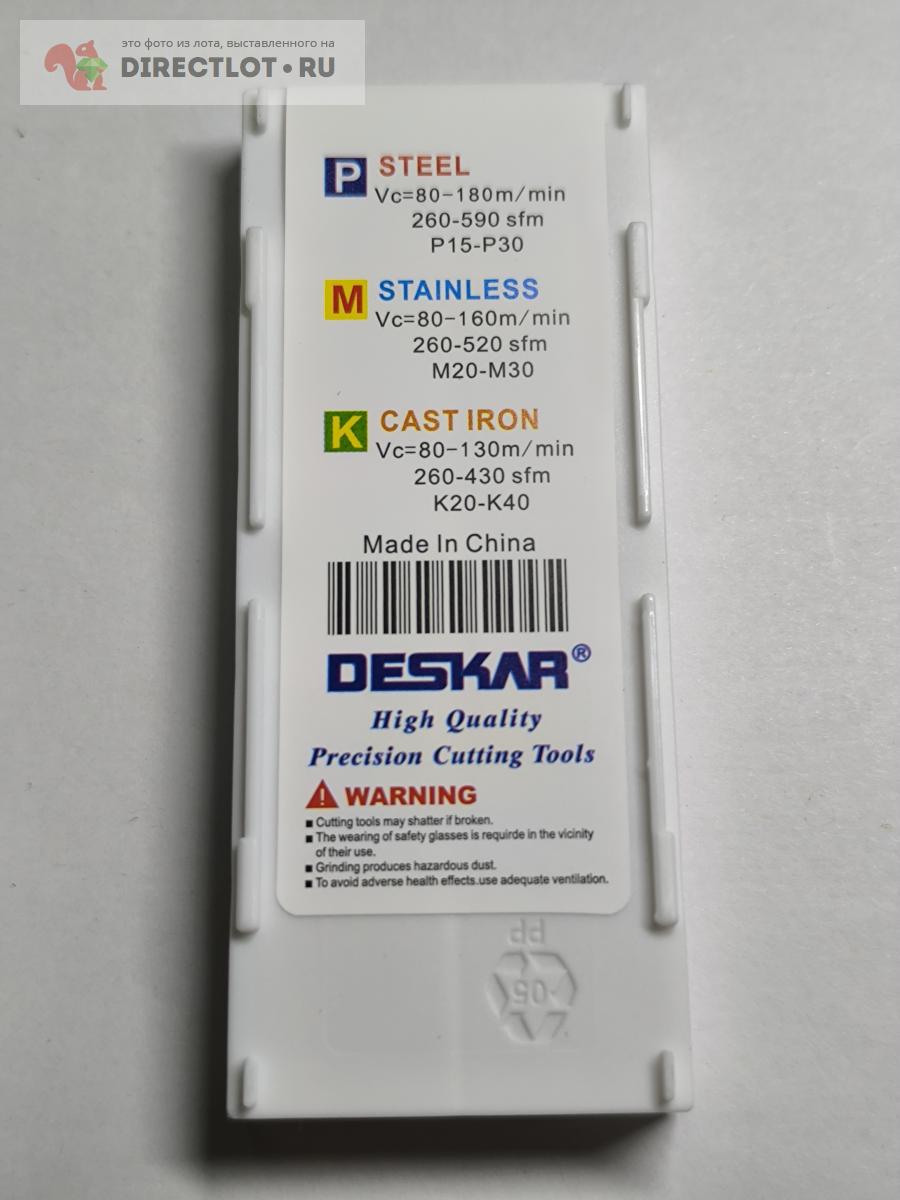 это фото из лота, выставленного на
DIRECTLOT•RU
P STEEL
Vc=80-180m/min
260-590 sfm
P15-P30
M STAINLESS
Vc=80-160m/min
260-520 sfm
M20-M30
K CAST IRON
Vc=80-130m/min
260-430 sfm
K20-K40
Made In China
DESKAR®
High Quality
Precision Cutting Tools
WARNING
■ Cutting tools may shatter if broken.
■ The wearing of safety glasses is requirde in the vicinity
of their use.
■ Grinding produces hazardous dust.
■ To avoid adverse health effects.use adequate ventilation.
PP
05